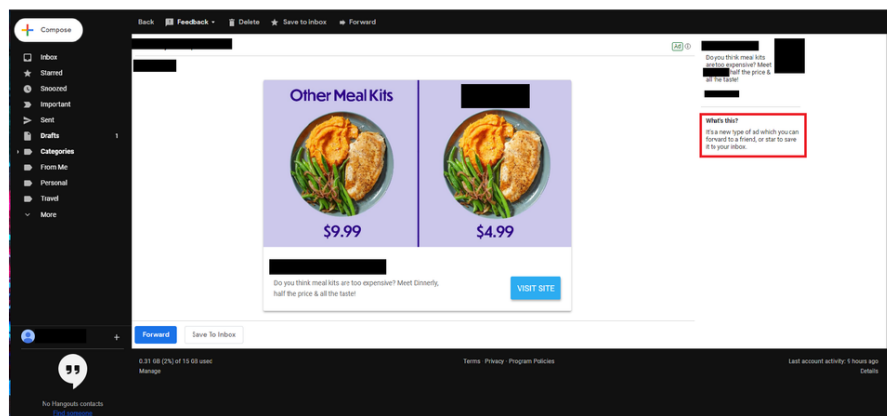 Back Feedback Delete Save to inbox Forward
Compose
Inbox
Starred
Snoozed
Important
Sent
Drafts 1
Categories
From Me
Personal
Travel
More
Ad
Other Meal Kits
$9.99
$4.99
Do you think meal kits are too expensive? Meet Dinnerly,
half the price & all the taste!
VISIT SITE
Forward
Save To Inbox
Do you think meal kits
are too expensive? Meet
half the price &
all the taste!
What's this?
It's a new type of ad which you can
forward to a friend, or star to save
it to your inbox.
0.31 GB (2%) of 15 GB used
Manage
Terms · Privacy · Program Policies
Last account activity: 5 hours ago
Details
No Hangouts contacts
Find someone